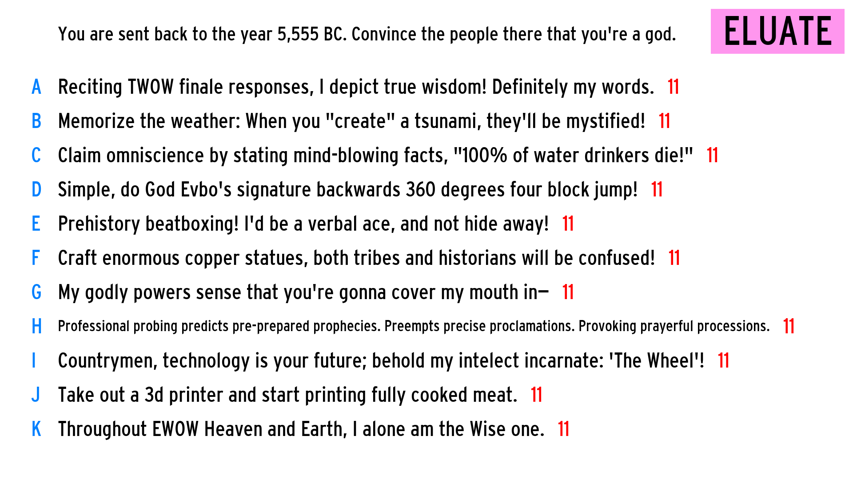 You are sent back to the year 5,555 BC. Convince the people there that you're a god.
ELUATE
A Reciting TWOW finale responses, I depict true wisdom! Definitely my words. 11
B Memorize the weather: When you "create" a tsunami, they'll be mystified! 11
C Claim omniscience by stating mind-blowing facts, "100% of water drinkers die!" 11
D Simple, do God Evbo's signature backwards 360 degrees four block jump! 11
E Prehistory beatboxing! I'd be a verbal ace, and not hide away! 11
F Craft enormous copper statues, both tribes and historians will be confused! 11
G My godly powers sense that you're gonna cover my mouth in— 11
H Professional probing predicts pre-prepared prophecies. Preempts precise proclamations. Provoking prayerful processions. 11
I Countrymen, technology is your future; behold my intelect incarnate: 'The Wheel'! 11
J Take out a 3d printer and start printing fully cooked meat. 11
K Throughout EWOW Heaven and Earth, I alone am the Wise one. 11